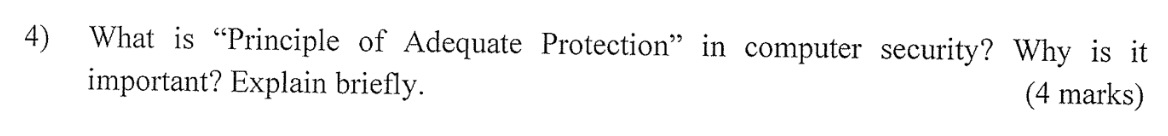 4) What is “Principle of Adequate Protection” in computer security? Why is it
important? Explain briefly. (4 marks)